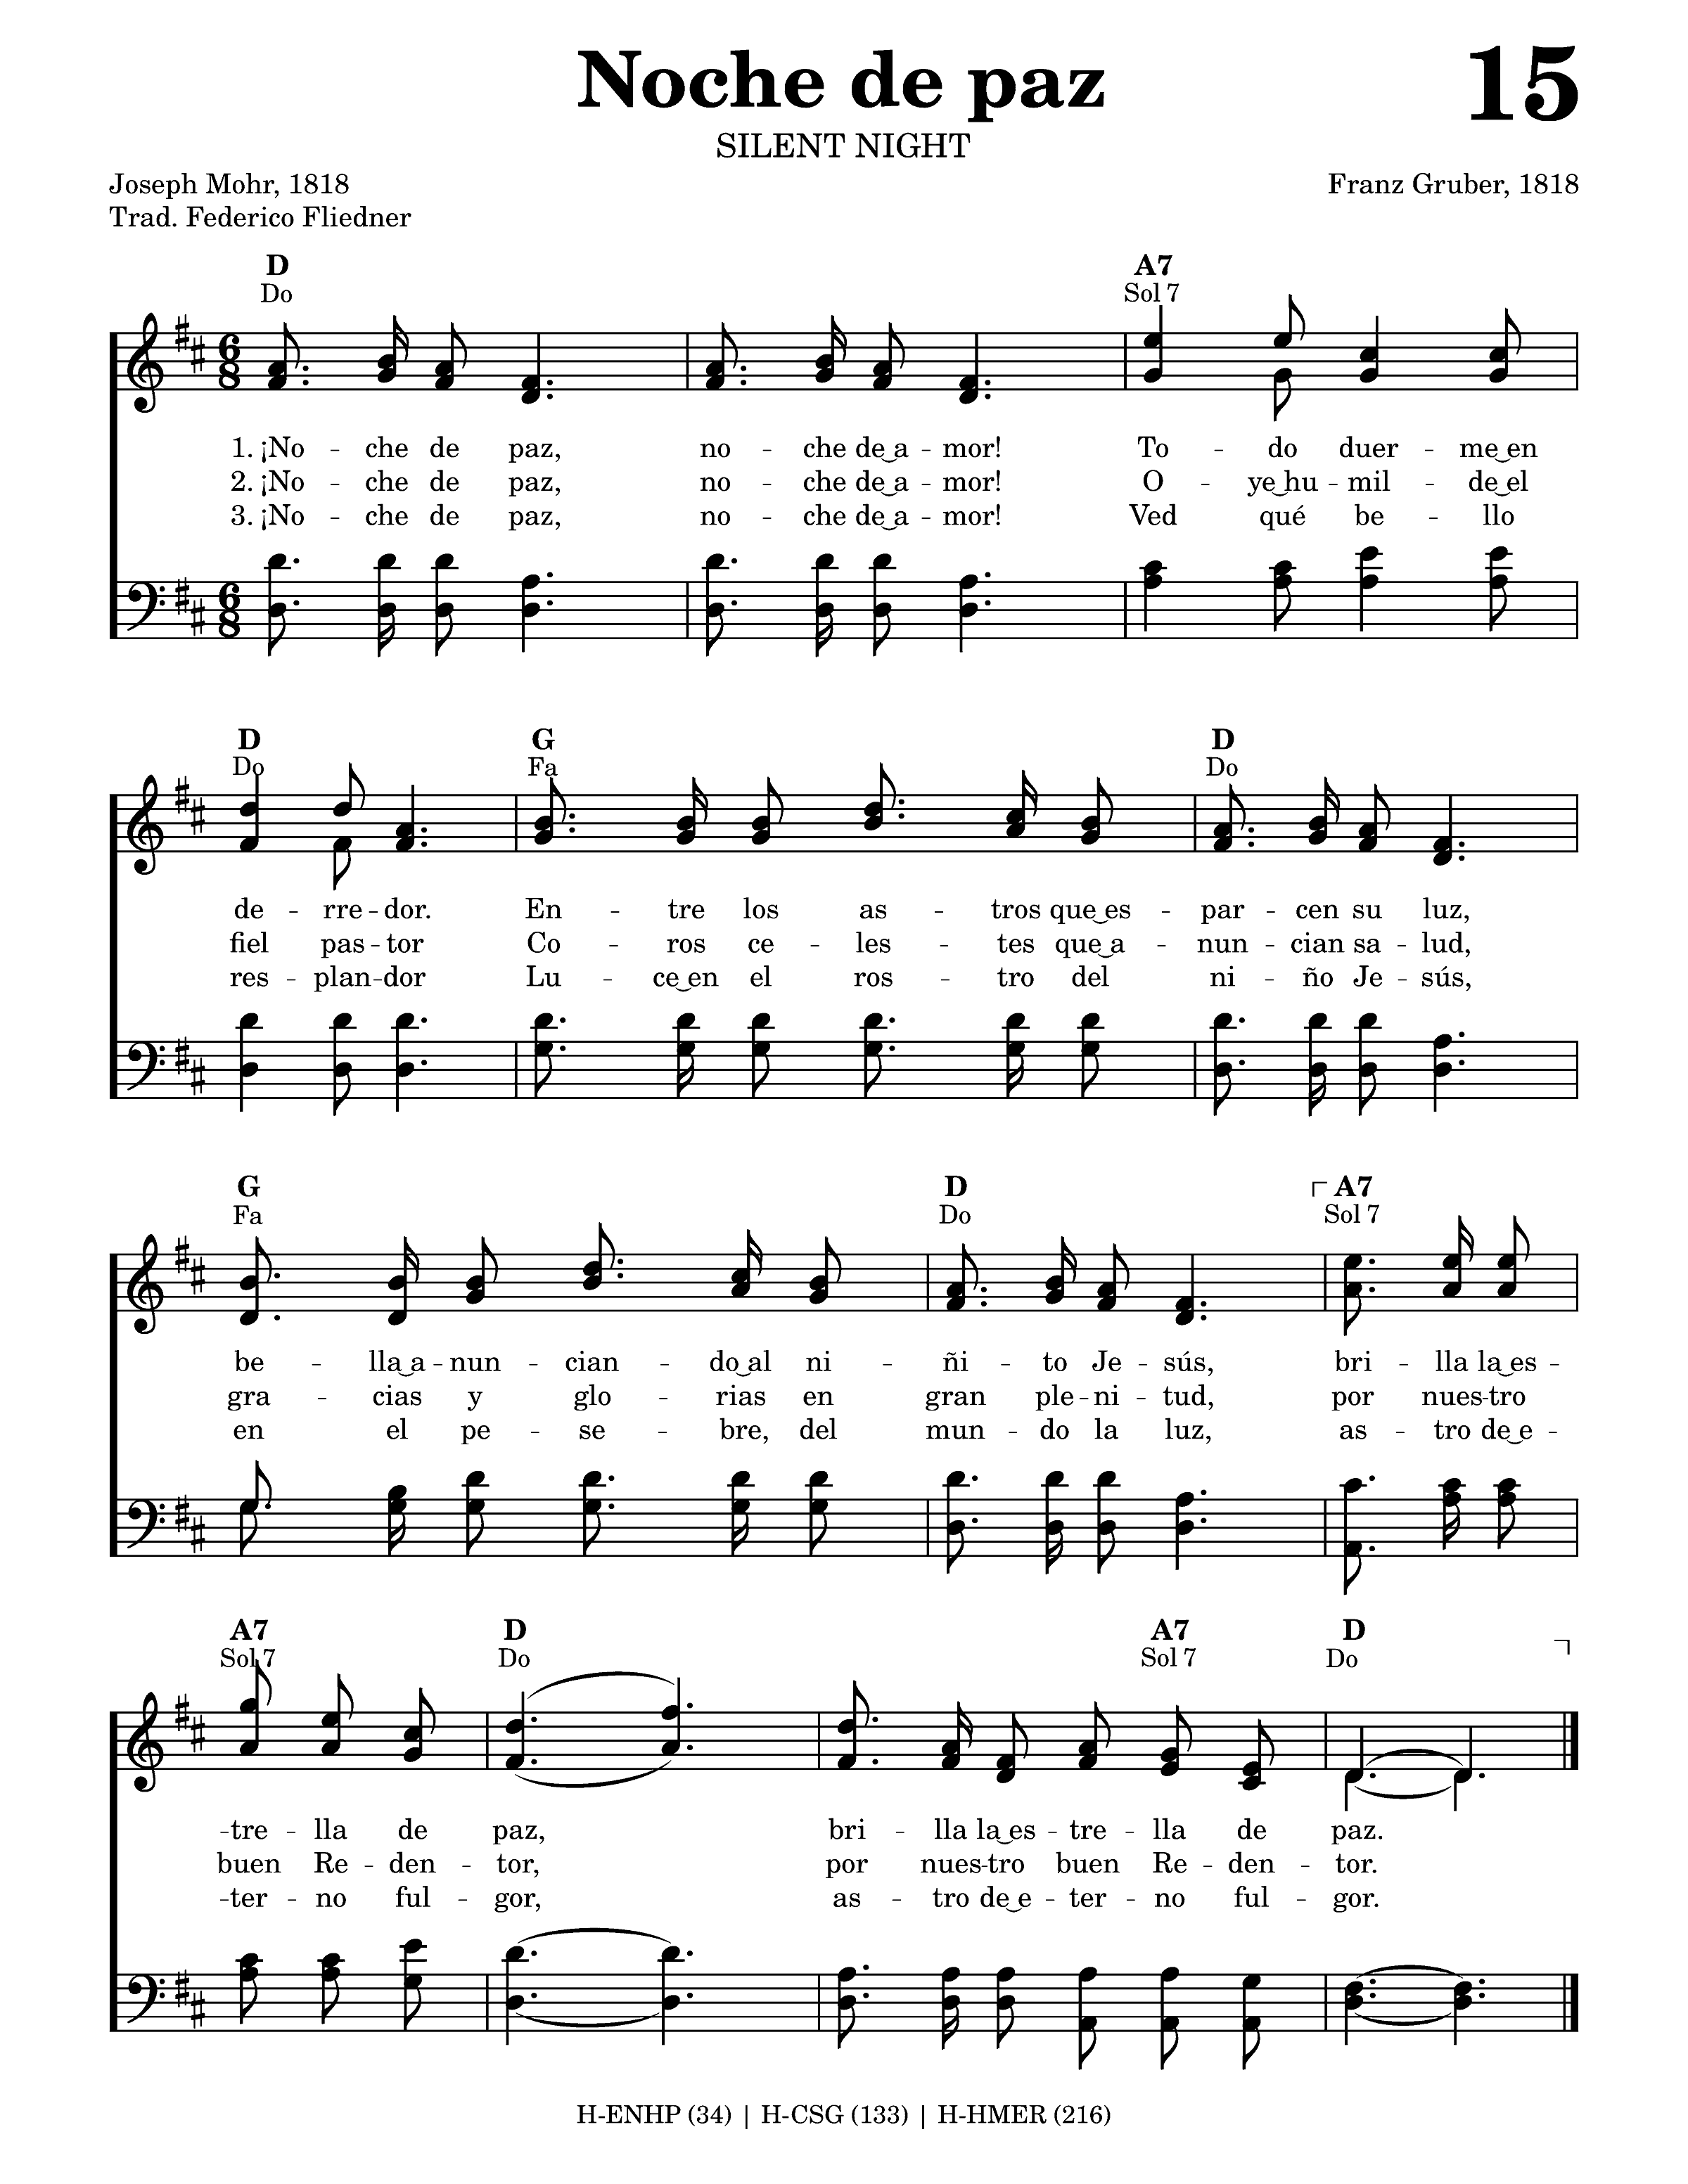 Noche de paz
15
SILENT NIGHT
Joseph Mohr, 1818
Franz Gruber, 1818
Trad. Federico Fliedner
D A7
Do Sol 7
6 8
1. ¡No - che de paz, no - che de‿a - mor! To - do duer - me‿en
2. ¡No - che de paz, no - che de‿a - mor! O - ye‿hu - mil - de‿el
3. ¡No - che de paz, no - che de‿a - mor! Ved qué be - llo
6 8
D G D
Do Fa Do
de - rre - dor. En - tre los as - tros que‿es - par - cen su luz,
fiel pas - tor Co - ros ce - les - tes que‿a - nun - cian sa - lud,
res - plan - dor Lu - ce‿en el ros - tro del ni - ño Je - sús,
G D A7
Fa Do Sol 7
be - lla‿a - nun - cian - do‿al ni - ñi - to Je - sús, bri - lla la‿es -
gra - cias y glo - rias en gran ple - ni - tud, por nues - tro
en el pe - se - bre, del mun - do la luz, as - tro de‿e -
A7 D A7 D
Sol 7 Do Sol 7 Do
- tre - lla de paz, bri - lla la‿es - tre - lla de paz.
buen Re - den - tor, por nues - tro buen Re - den - tor.
- ter - no ful - gor, as - tro de‿e - ter - no ful - gor.
H-ENHP (34) | H-CSG (133) | H-HMER (216)